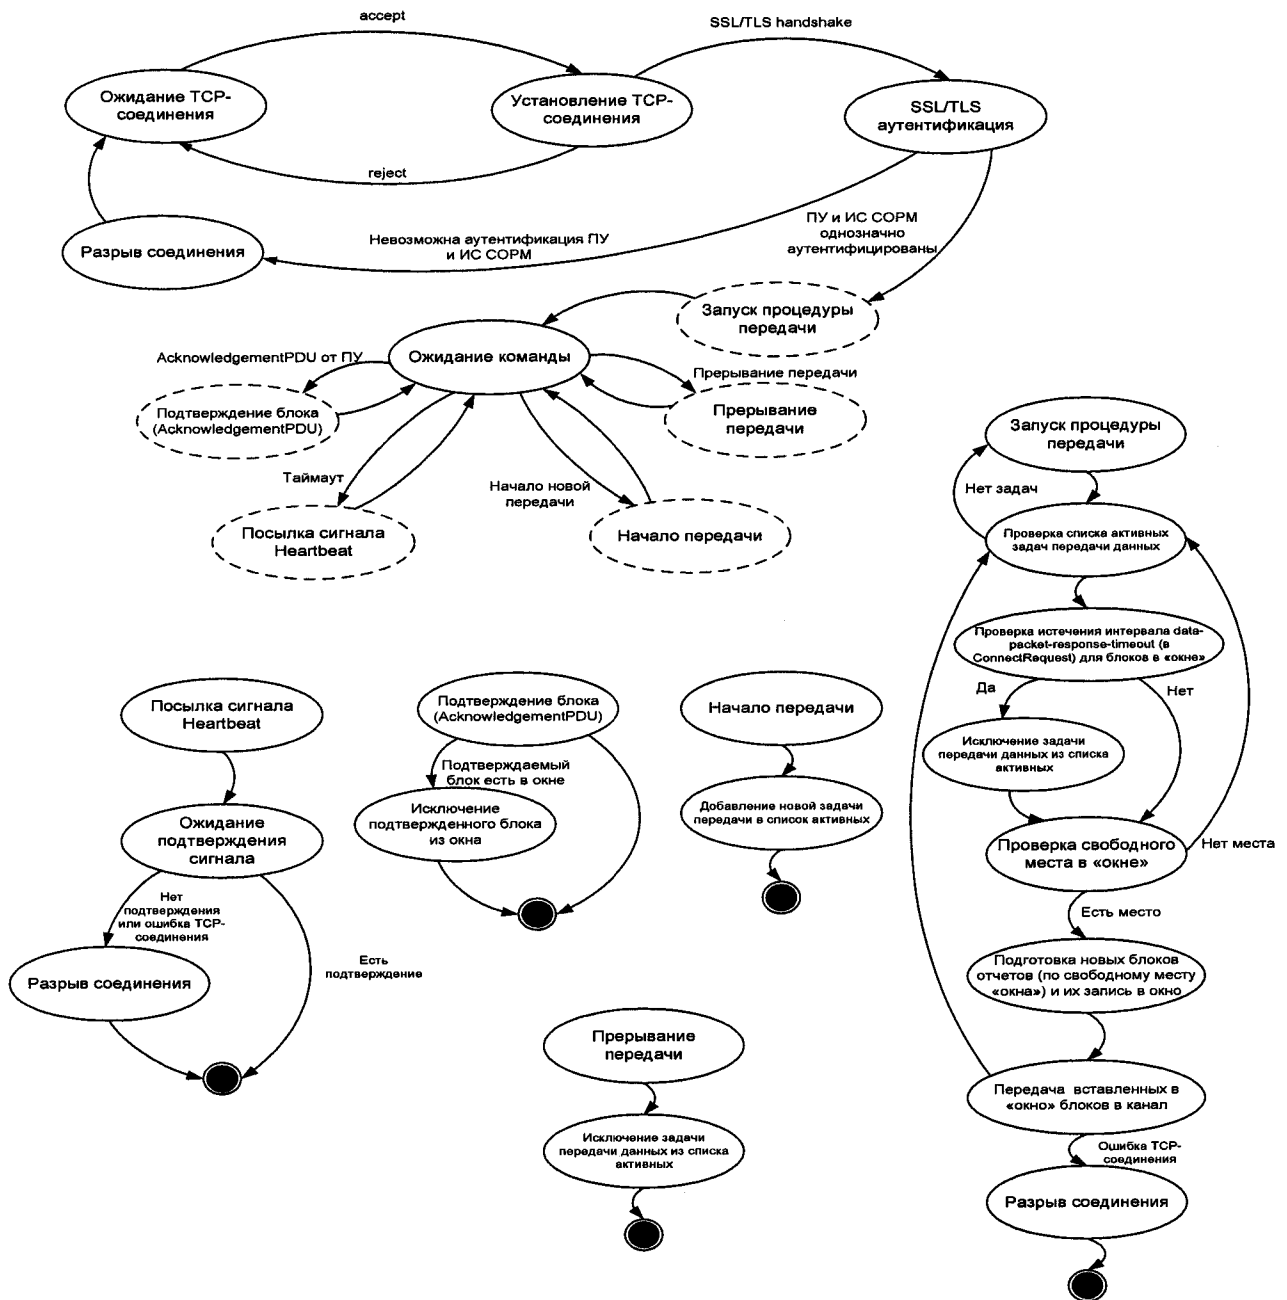 accept
SSL/TLS handshake
Ожидание TCP-
соединения
Установление TCP-
соединения
SSL/TLS
аутентификация
reject
Разрыв соединения
Невозможна аутентификация ПУ
и ИС СОРМ
ПУ и ИС СОРМ
однозначно
аутентифицированы
Запуск процедуры
передачи
Ожидание команды
AcknowledgementPDU от ПУ
Прерывание передачи
Подтверждение блока
(AcknowledgementPDU)
Прерывание
передачи
Таймаут
Начало новой
передачи
Посылка сигнала
Heartbeat
Начало передачи
Запуск процедуры
передачи
Нет задач
Проверка списка активных
задач передачи данных
Проверка истечения интервала data-
packet-response-timeout (в
ConnectRequest) для блоков в «окне»
Да
Нет
Исключение задачи
передачи данных из списка
активных
Проверка свободного
места в «окне»
Нет места
Есть место
Подготовка новых блоков
отчетов (по свободному месту
«окна») и их запись в окно
Передача вставленных в
«окно» блоков в канал
Ошибка TCP-
соединения
Разрыв соединения
Посылка сигнала
Heartbeat
Ожидание
подтверждения
сигнала
Нет
подтверждения
или ошибка TCP-
соединения
Есть
подтверждение
Разрыв соединения
Подтверждение блока
(AcknowledgementPDU)
Подтверждаемый
блок есть в окне
Исключение
подтвержденного блока
из окна
Начало передачи
Добавление новой задачи
передачи в список активных
Прерывание
передачи
Исключение задачи
передачи данных из списка
активных